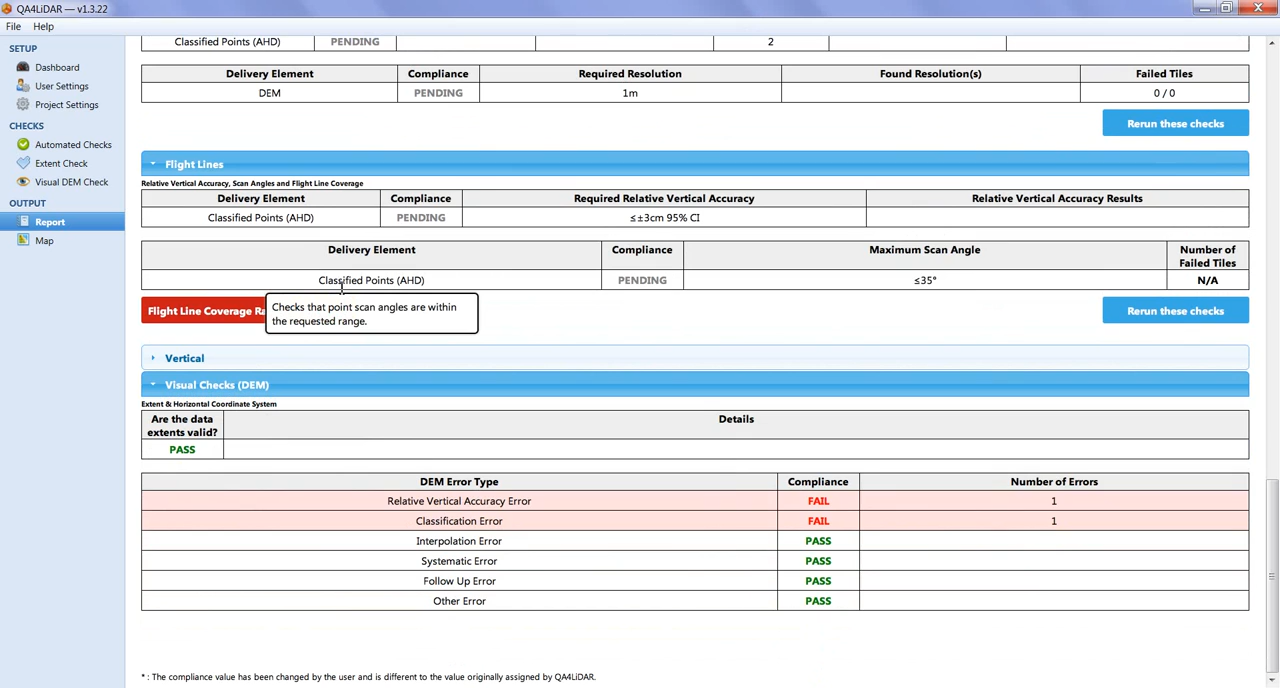 QA4LiDAR — v1.3.22
File Help
SETUP
Dashboard
User Settings
Project Settings
CHECKS
Automated Checks
Extent Check
Visual DEM Check
OUTPUT
Report
Map
Classified Points (AHD) PENDING 2
Delivery Element Compliance Required Resolution Found Resolution(s) Failed Tiles
DEM PENDING 1m 0 / 0
Rerun these checks
Flight Lines
Relative Vertical Accuracy, Scan Angles and Flight Line Coverage
Delivery Element Compliance Required Relative Vertical Accuracy Relative Vertical Accuracy Results
Classified Points (AHD) PENDING ≤±3cm 95% CI
Delivery Element Compliance Maximum Scan Angle Number of
Failed Tiles
Classified Points (AHD) PENDING ≤35° N/A
Flight Line Coverage Ra
Checks that point scan angles are within
the requested range.
Rerun these checks
Vertical
Visual Checks (DEM)
Extent & Horizontal Coordinate System
Are the data
extents valid?
Details
PASS
DEM Error Type Compliance Number of Errors
Relative Vertical Accuracy Error FAIL 1
Classification Error FAIL 1
Interpolation Error PASS
Systematic Error PASS
Follow Up Error PASS
Other Error PASS
* : The compliance value has been changed by the user and is different to the value originally assigned by QA4LiDAR.